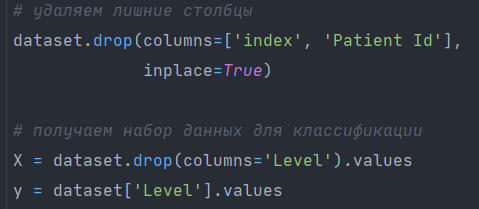 # удаляем лишние столбцы
dataset.drop(columns=['index', 'Patient Id'],
             inplace=True)
# получаем набор данных для классификации
X = dataset.drop(columns='Level').values
y = dataset['Level'].values